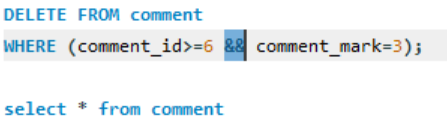 DELETE FROM comment
WHERE (comment_id>=6 && comment_mark=3);
select * from comment